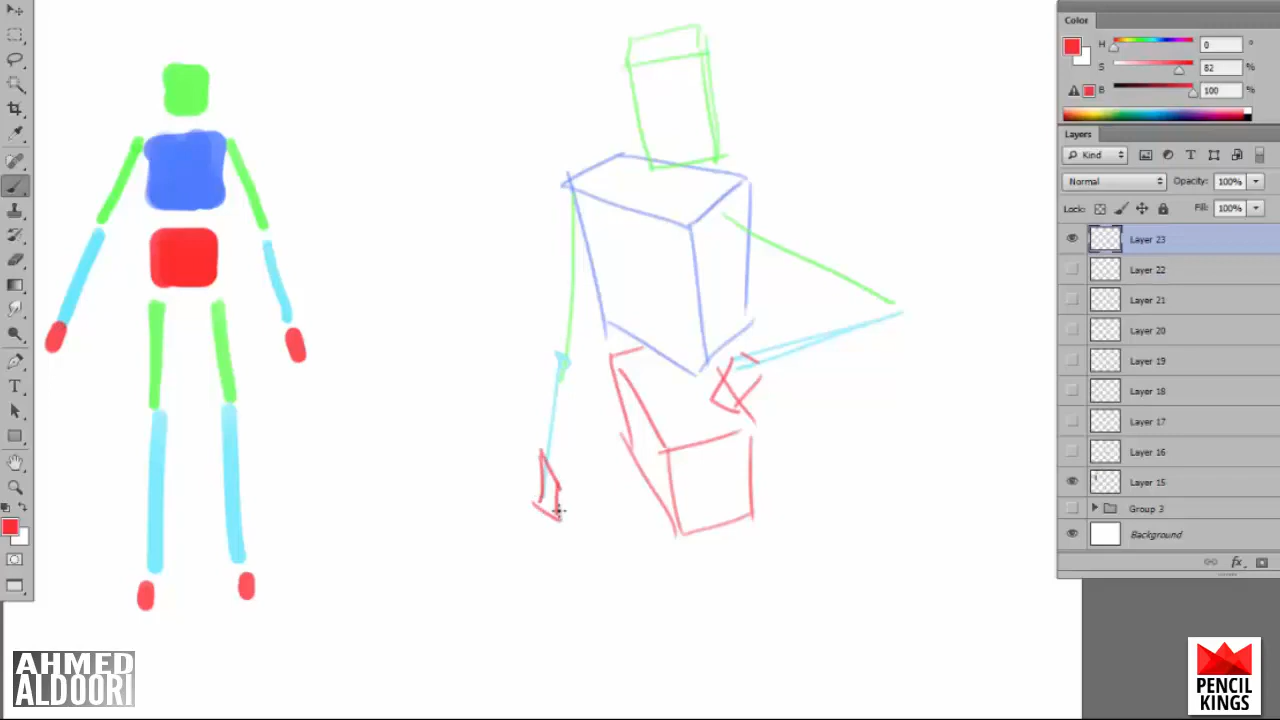 Color
H
0
°
S
82
%
B
100
%
Layers
Kind
Normal
Opacity:
100%
Lock:
Fill:
100%
Layer 23
Layer 22
Layer 21
Layer 20
Layer 19
Layer 18
Layer 17
Layer 16
Layer 15
Group 3
Background
fx
AHMED
ALDOORI
PENCIL
KINGS